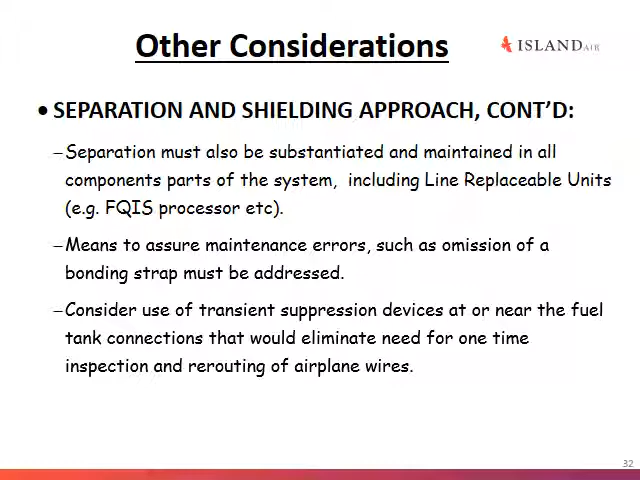 Other Considerations
ISLAND AIR
• SEPARATION AND SHIELDING APPROACH, CONT'D:
–Separation must also be substantiated and maintained in all
components parts of the system, including Line Replaceable Units
(e.g. FQIS processor etc).
–Means to assure maintenance errors, such as omission of a
bonding strap must be addressed.
–Consider use of transient suppression devices at or near the fuel
tank connections that would eliminate need for one time
inspection and rerouting of airplane wires.
32